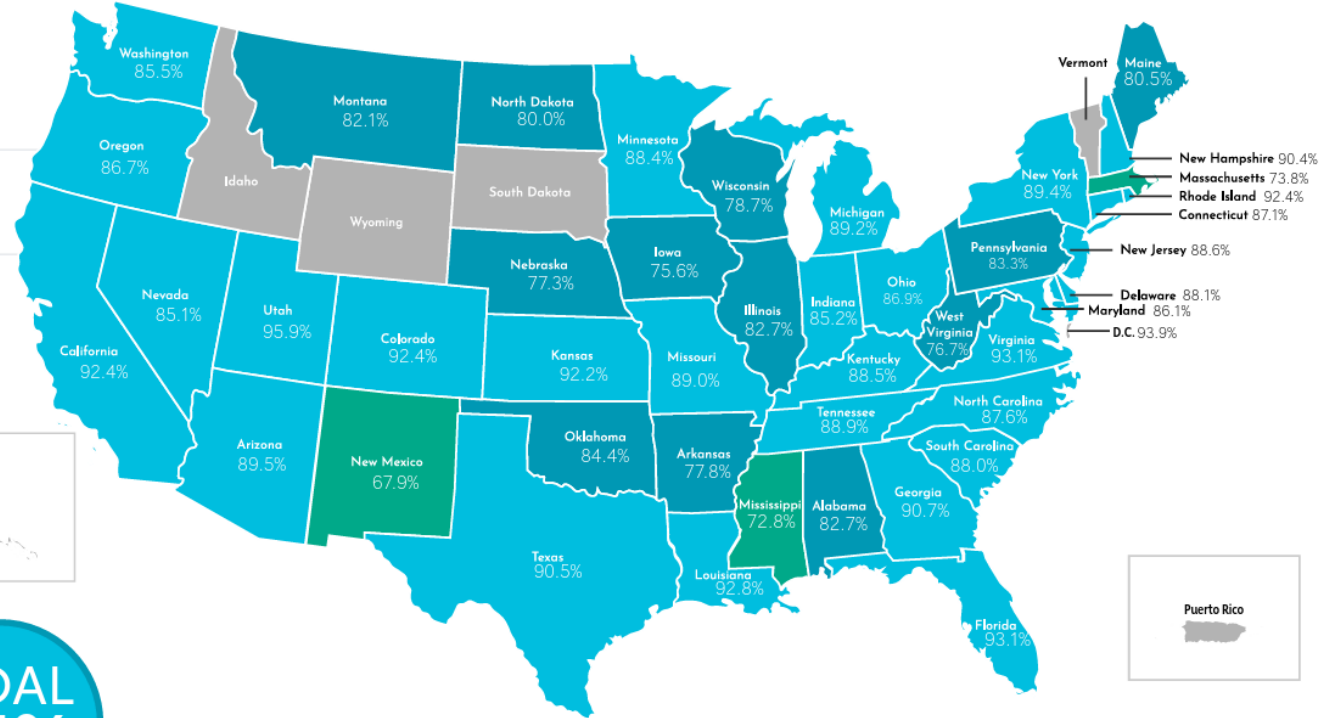 Washington
85.5%
Montana
82.1%
North Dakota
80.0%
Minnesota
88.4%
Vermont
Maine
80.5%
Oregon
86.7%
Idaho
Wyoming
South Dakota
Wisconsin
78.7%
Michigan
89.2%
New York
89.4%
New Hampshire 90.4%
Massachusetts 73.8%
Rhode Island 92.4%
Connecticut 87.1%
Nebraska
77.3%
Iowa
75.6%
Pennsylvania
83.3%
New Jersey 88.6%
Nevada
85.1%
Utah
95.9%
Colorado
92.4%
Illinois
82.7%
Indiana
85.2%
Ohio
86.9%
West
Virginia
76.7%
Delaware 88.1%
Maryland 86.1%
D.C. 93.9%
California
92.4%
Kansas
92.2%
Missouri
89.0%
Kentucky
88.5%
Virginia
93.1%
Arizona
89.5%
New Mexico
67.9%
Oklahoma
84.4%
Arkansas
77.8%
Tennessee
88.9%
North Carolina
87.6%
South Carolina
88.0%
Texas
90.5%
Louisiana
92.8%
Mississippi
72.8%
Alabama
82.7%
Georgia
90.7%
Florida
93.1%
Puerto Rico